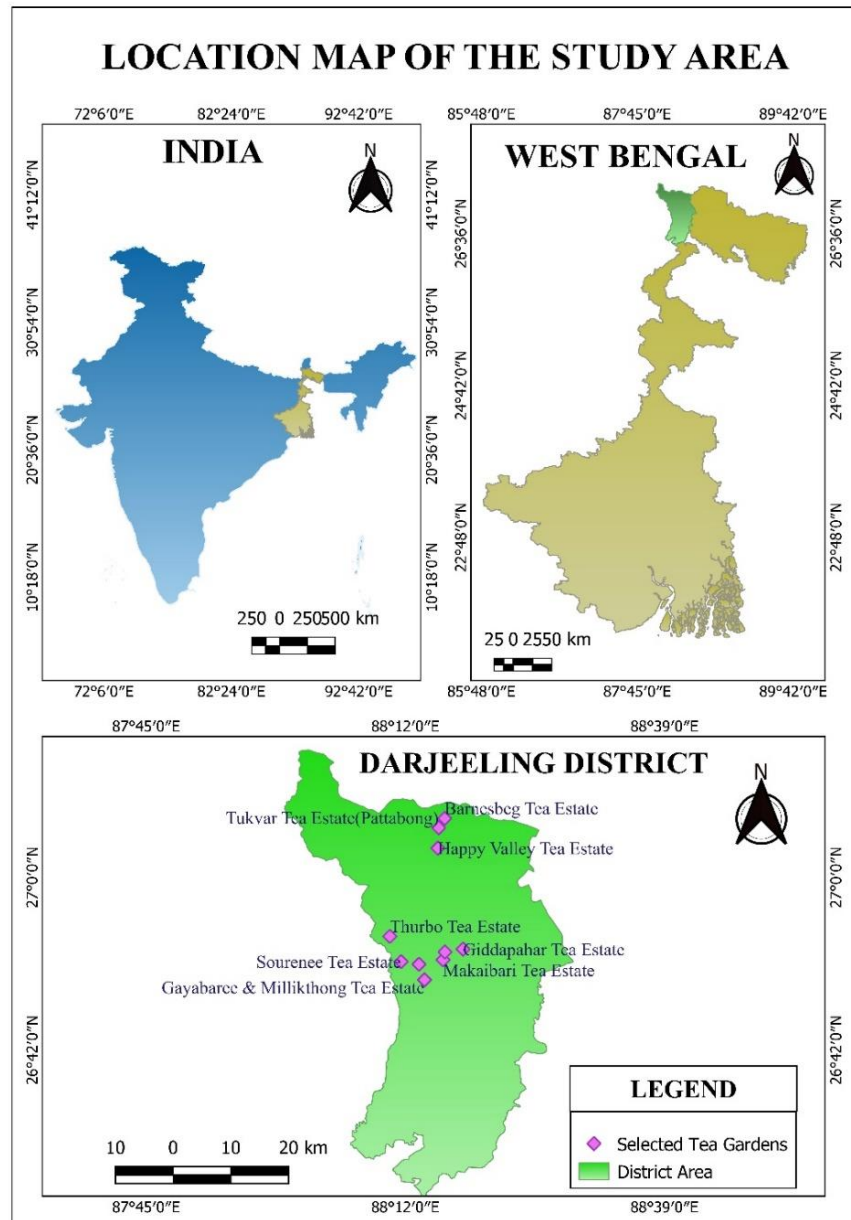 LOCATION MAP OF THE STUDY AREA
72°6′0″E 82°24′0″E 92°42′0″E
INDIA
N
41°12′0″N
30°54′0″N
20°36′0″N
10°18′0″N
41°12′0″N
30°54′0″N
20°36′0″N
10°18′0″N
250 0 250500 km
72°6′0″E 82°24′0″E 92°42′0″E
85°48′0″E 87°45′0″E 89°42′0″E
WEST BENGAL
N
26°36′0″N
24°42′0″N
22°48′0″N
26°36′0″N
24°42′0″N
22°48′0″N
25 0 2550 km
85°48′0″E 87°45′0″E 89°42′0″E
87°45′0″E 88°12′0″E 88°39′0″E
DARJEELING DISTRICT
N
Barnesbeg Tea Estate
Tukvar Tea Estate(Pattabong)
Happy Valley Tea Estate
Thurbo Tea Estate
Giddapahar Tea Estate
Sourenee Tea Estate
Makaibari Tea Estate
Gayabaree & Millikthong Tea Estate
27°0′0″N
26°42′0″N
27°0′0″N
26°42′0″N
10 0 10 20 km
LEGEND
Selected Tea Gardens
District Area
87°45′0″E 88°12′0″E 88°39′0″E